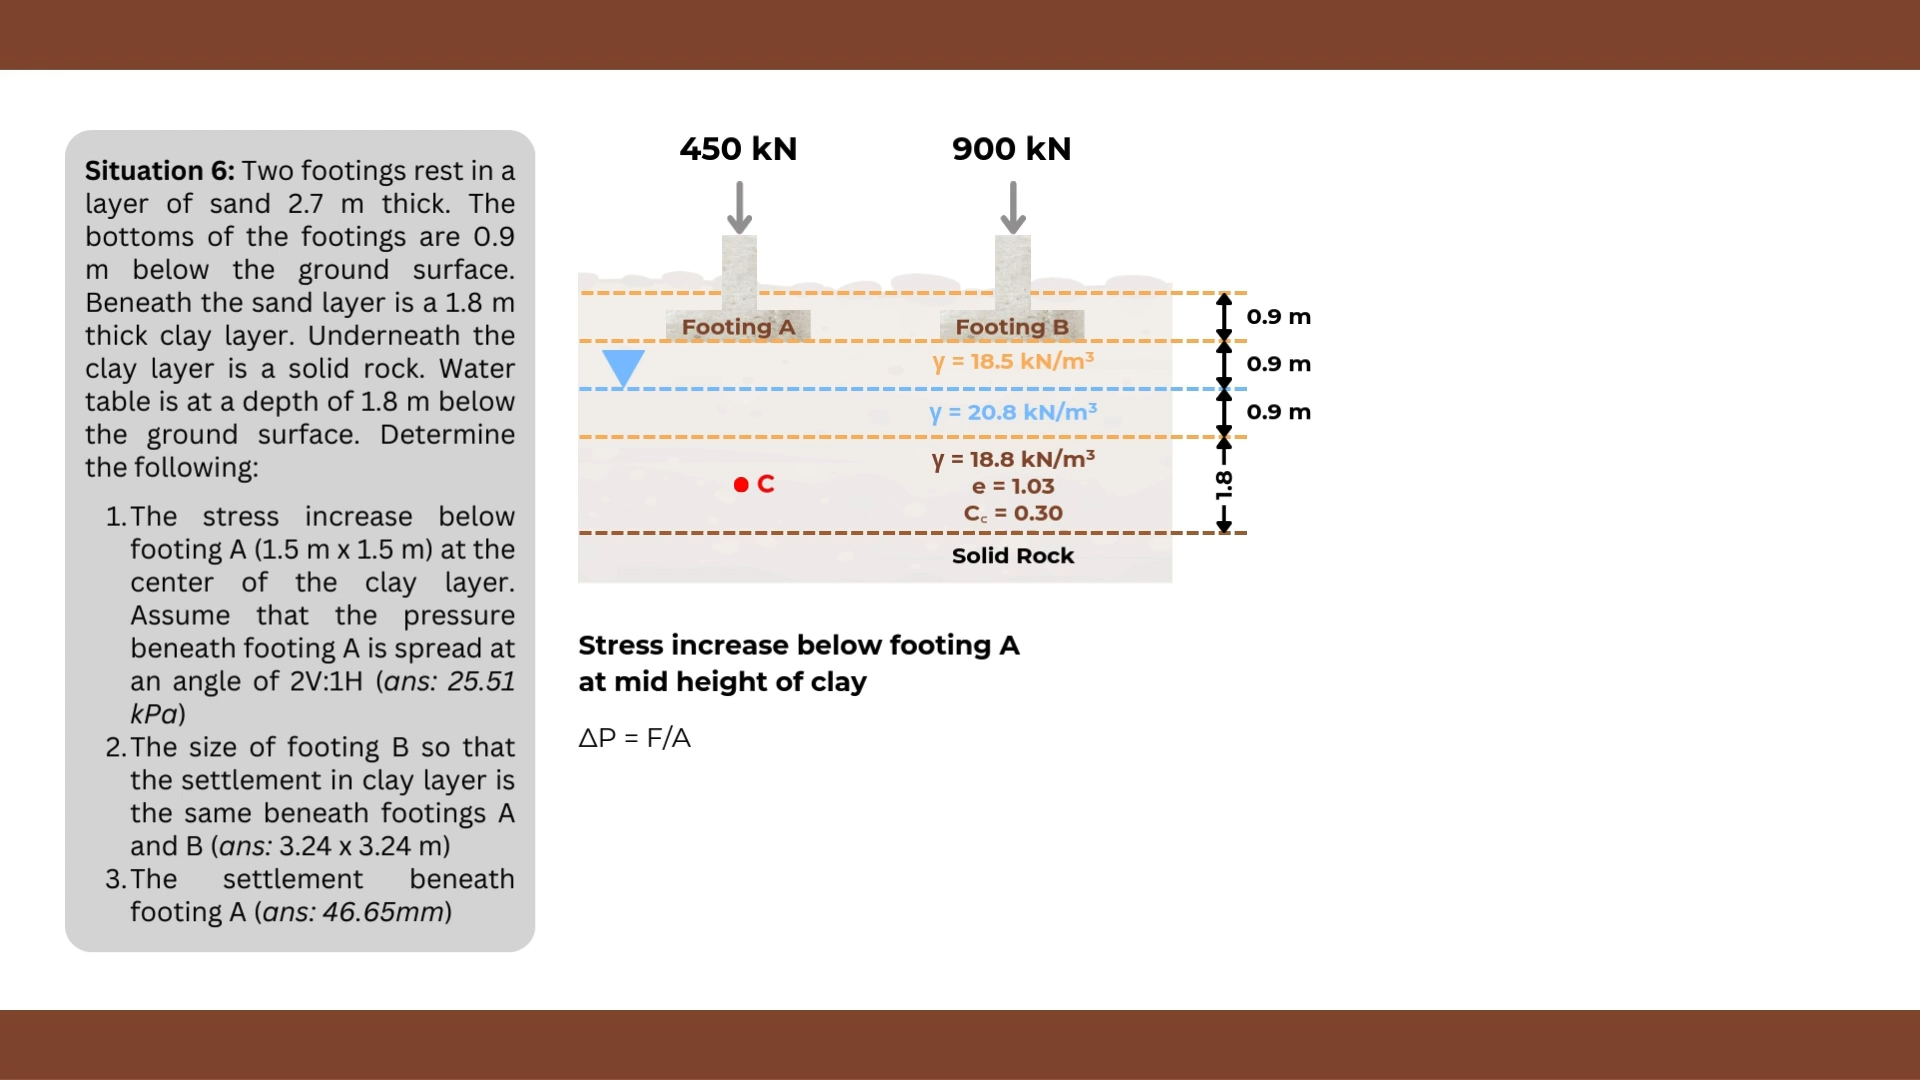 Situation 6: Two footings rest in a
layer of sand 2.7 m thick. The
bottoms of the footings are 0.9
m below the ground surface.
Beneath the sand layer is a 1.8 m
thick clay layer. Underneath the
clay layer is a solid rock. Water
table is at a depth of 1.8 m below
the ground surface. Determine
the following:
1. The stress increase below
footing A (1.5 m x 1.5 m) at the
center of the clay layer.
Assume that the pressure
beneath footing A is spread at
an angle of 2V:1H (ans: 25.51
kPa)
2. The size of footing B so that
the settlement in clay layer is
the same beneath footings A
and B (ans: 3.24 x 3.24 m)
3. The settlement beneath
footing A (ans: 46.65mm)
450 kN
900 kN
Footing A
Footing B
γ = 18.5 kN/m³
γ = 20.8 kN/m³
γ = 18.8 kN/m³
e = 1.03
C꜀ = 0.30
C
Solid Rock
0.9 m
0.9 m
0.9 m
1.8
Stress increase below footing A
at mid height of clay
ΔP = F/A